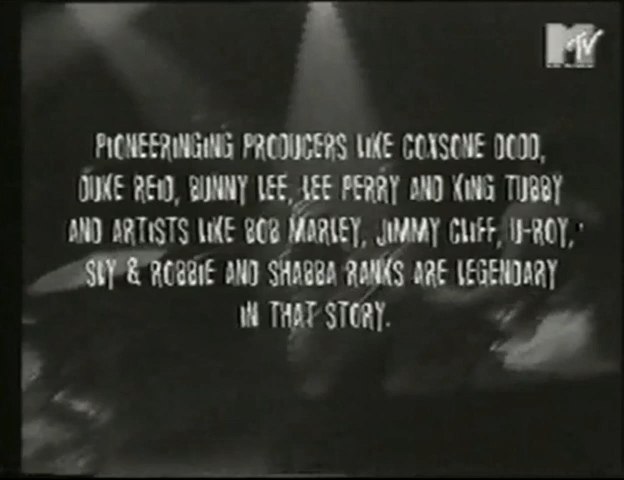 MTV
PIONEERINGING PRODUCERS LIKE COXSONE DODD,
DUKE REID, BUNNY LEE, LEE PERRY AND KING TUBBY
AND ARTISTS LIKE BOB MARLEY, JIMMY CLIFF, U-ROY,
SLY & ROBBIE AND SHABBA RANKS ARE LEGENDARY
IN THAT STORY.